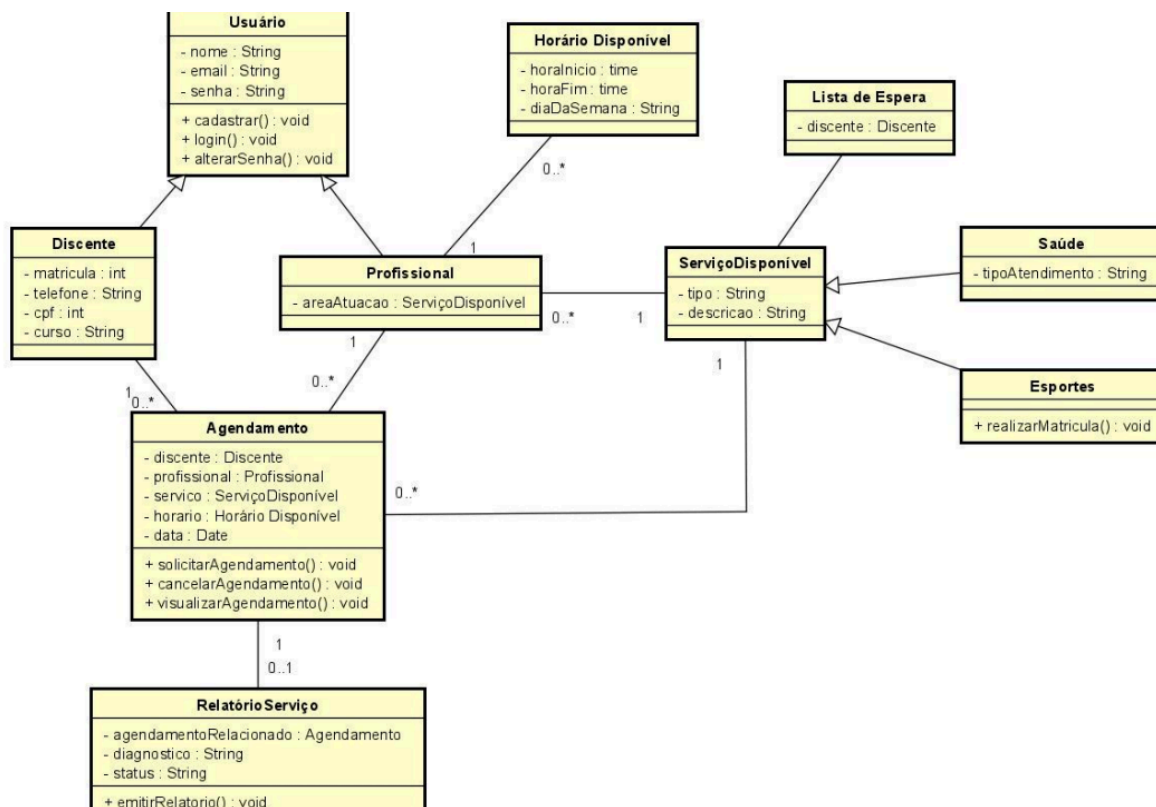 Usuário
- nome : String
- email : String
- senha : String
+ cadastrar() : void
+ login() : void
+ alterarSenha() : void
Horário Disponível
- horaInicio : time
- horaFim : time
- diaDaSemana : String
Lista de Espera
- discente : Discente
0..*
1
Discente
- matricula : int
- telefone : String
- cpf : int
- curso : String
Profissional
- areaAtuacao : ServiçoDisponível
0..*
1
ServiçoDisponível
- tipo : String
- descricao : String
Saúde
- tipoAtendimento : String
Esportes
+ realizarMatricula() : void
1
0..*
1
0..*
1
0..*
Agendamento
- discente : Discente
- profissional : Profissional
- servico : ServiçoDisponível
- horario : Horário Disponível
- data : Date
+ solicitarAgendamento() : void
+ cancelarAgendamento() : void
+ visualizarAgendamento() : void
1
0..1
RelatórioServiço
- agendamentoRelacionado : Agendamento
- diagnostico : String
- status : String
+ emitirRelatorio() : void